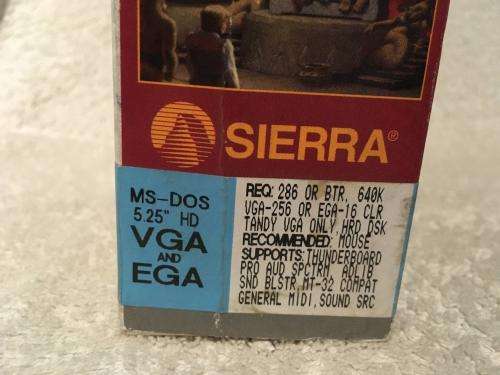 SIERRA®
MS-DOS
5.25" HD
VGA
AND
EGA
REQ: 286 OR BTR, 640K
VGA-256 OR EGA-16 CLR
TANDY VGA ONLY, HRD DSK
RECOMMENDED: MOUSE
SUPPORTS: THUNDERBOARD
PRO AUD SPCTRM, ADLIB
SND BLSTR, MT-32 COMPAT
GENERAL MIDI, SOUND SRC